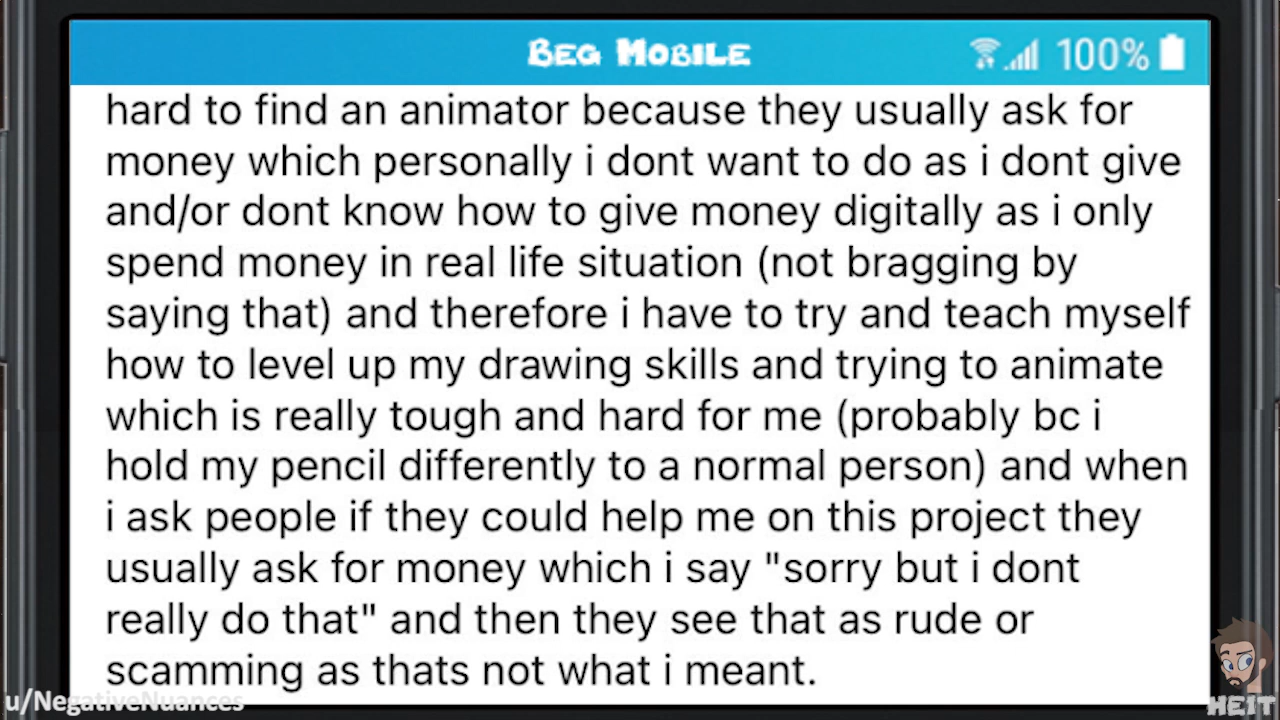 BEG MOBILE
100%
hard to find an animator because they usually ask for
money which personally i dont want to do as i dont give
and/or dont know how to give money digitally as i only
spend money in real life situation (not bragging by
saying that) and therefore i have to try and teach myself
how to level up my drawing skills and trying to animate
which is really tough and hard for me (probably bc i
hold my pencil differently to a normal person) and when
i ask people if they could help me on this project they
usually ask for money which i say "sorry but i dont
really do that" and then they see that as rude or
scamming as thats not what i meant.
u/NegativeNuances
HEIT